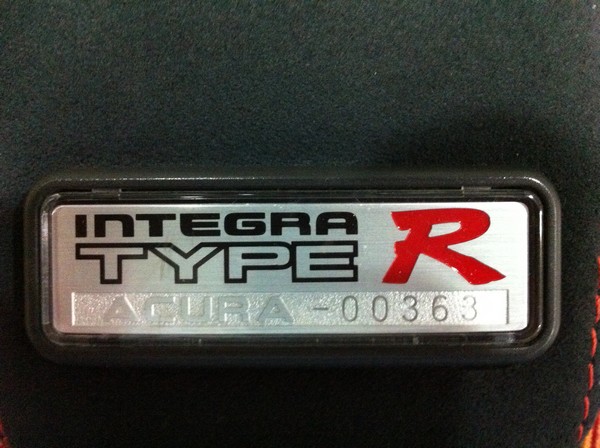 INTEGRA
TYPE R
ACURA -00363